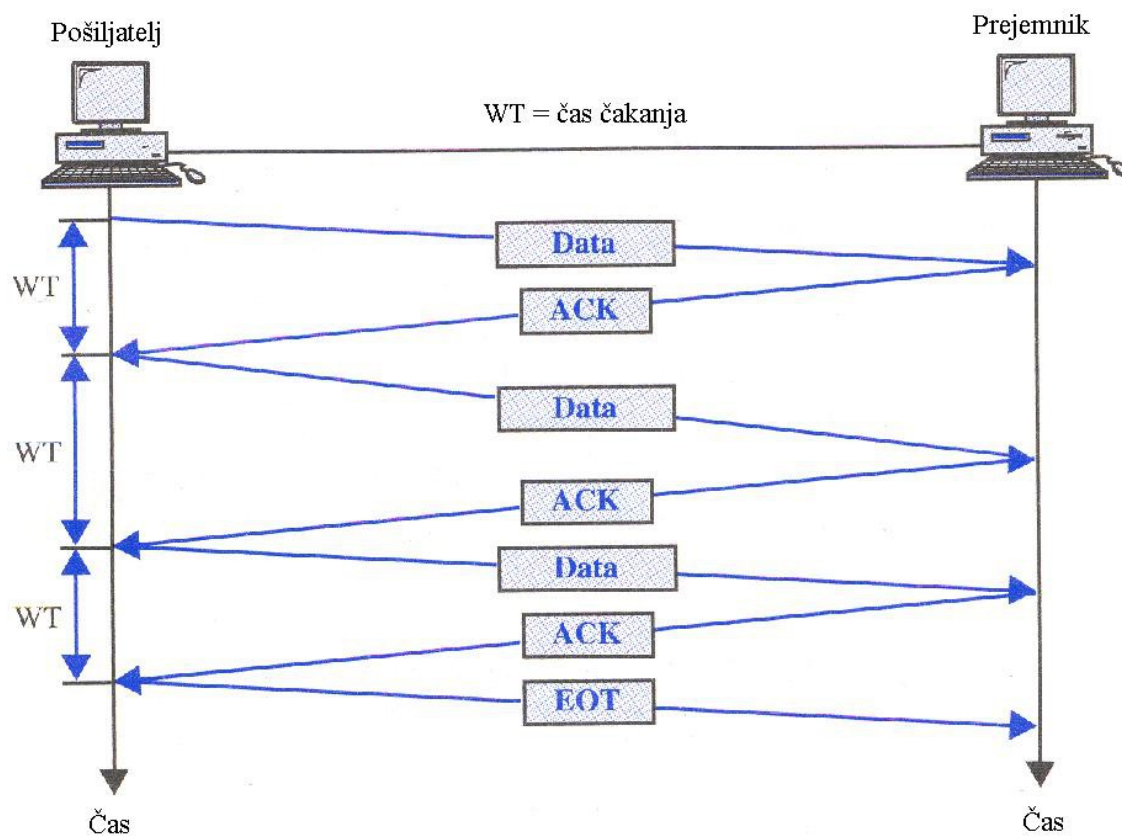 Pošiljatelj
Prejemnik
WT = čas čakanja
Data
WT
ACK
Data
WT
ACK
Data
WT
ACK
EOT
Čas
Čas